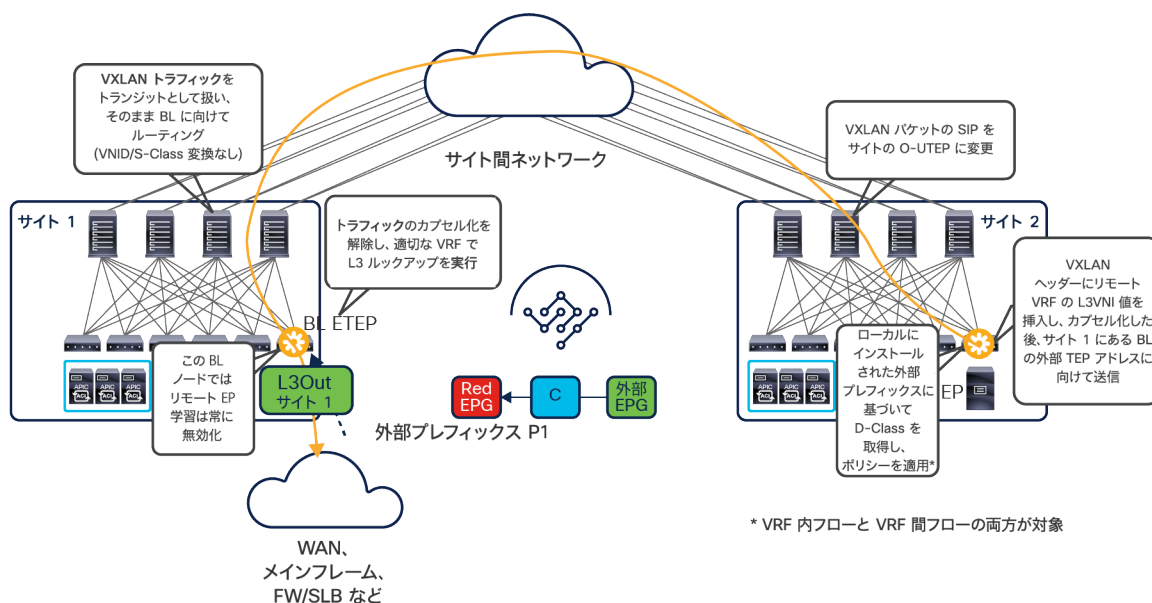 VXLAN トラフィックを
トランジットとして扱い、
そのまま BL に向けて
ルーティング
(VNID/S-Class 変換なし)
サイト間ネットワーク
VXLAN パケットの SIP を
サイトの O-UTEP に変更
サイト 1
トラフィックのカプセル化を
解除し、適切な VRF で
L3 ルックアップを実行
サイト 2
VXLAN
ヘッダーにリモート
VRF の L3VNI 値を
挿入し、カプセル化した
後、サイト 1 にある BL
の外部 TEP アドレスに
向けて送信
BL ETEP
この BL
ノードでは
リモート EP
学習は常に
無効化
APIC
APIC
APIC
L3Out
サイト 1
Red
EPG
C
外部
EPG
外部プレフィックス P1
APIC
APIC
APIC
ローカルに
インストール
された外部
プレフィックスに
基づいて
D-Class を
取得し、
ポリシーを適用*
EP
WAN、
メインフレーム、
FW/SLB など
* VRF 内フローと VRF 間フローの両方が対象